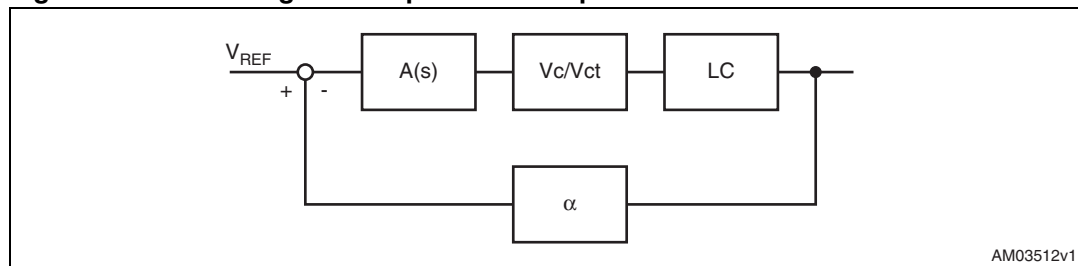 V_REF
A(s)
Vc/Vct
LC
+ -
α
AM03512v1